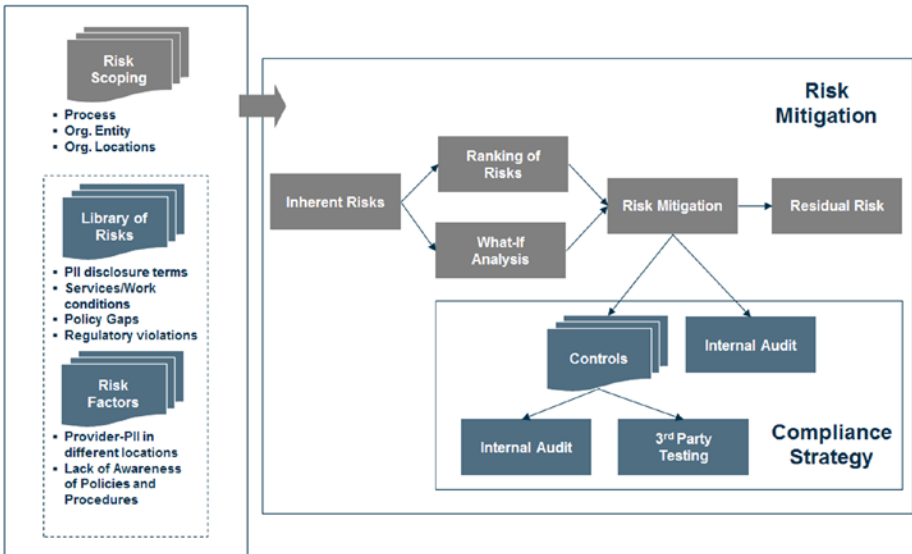 Risk
Scoping
▪ Process
▪ Org. Entity
▪ Org. Locations
Library of
Risks
▪ PII disclosure terms
▪ Services/Work
conditions
▪ Policy Gaps
▪ Regulatory violations
Risk
Factors
▪ Provider-PII in
different locations
▪ Lack of Awareness
of Policies and
Procedures
Risk
Mitigation
Inherent Risks
Ranking of
Risks
What-If
Analysis
Risk Mitigation
Residual Risk
Controls
Internal Audit
Internal Audit
3rd Party
Testing
Compliance
Strategy